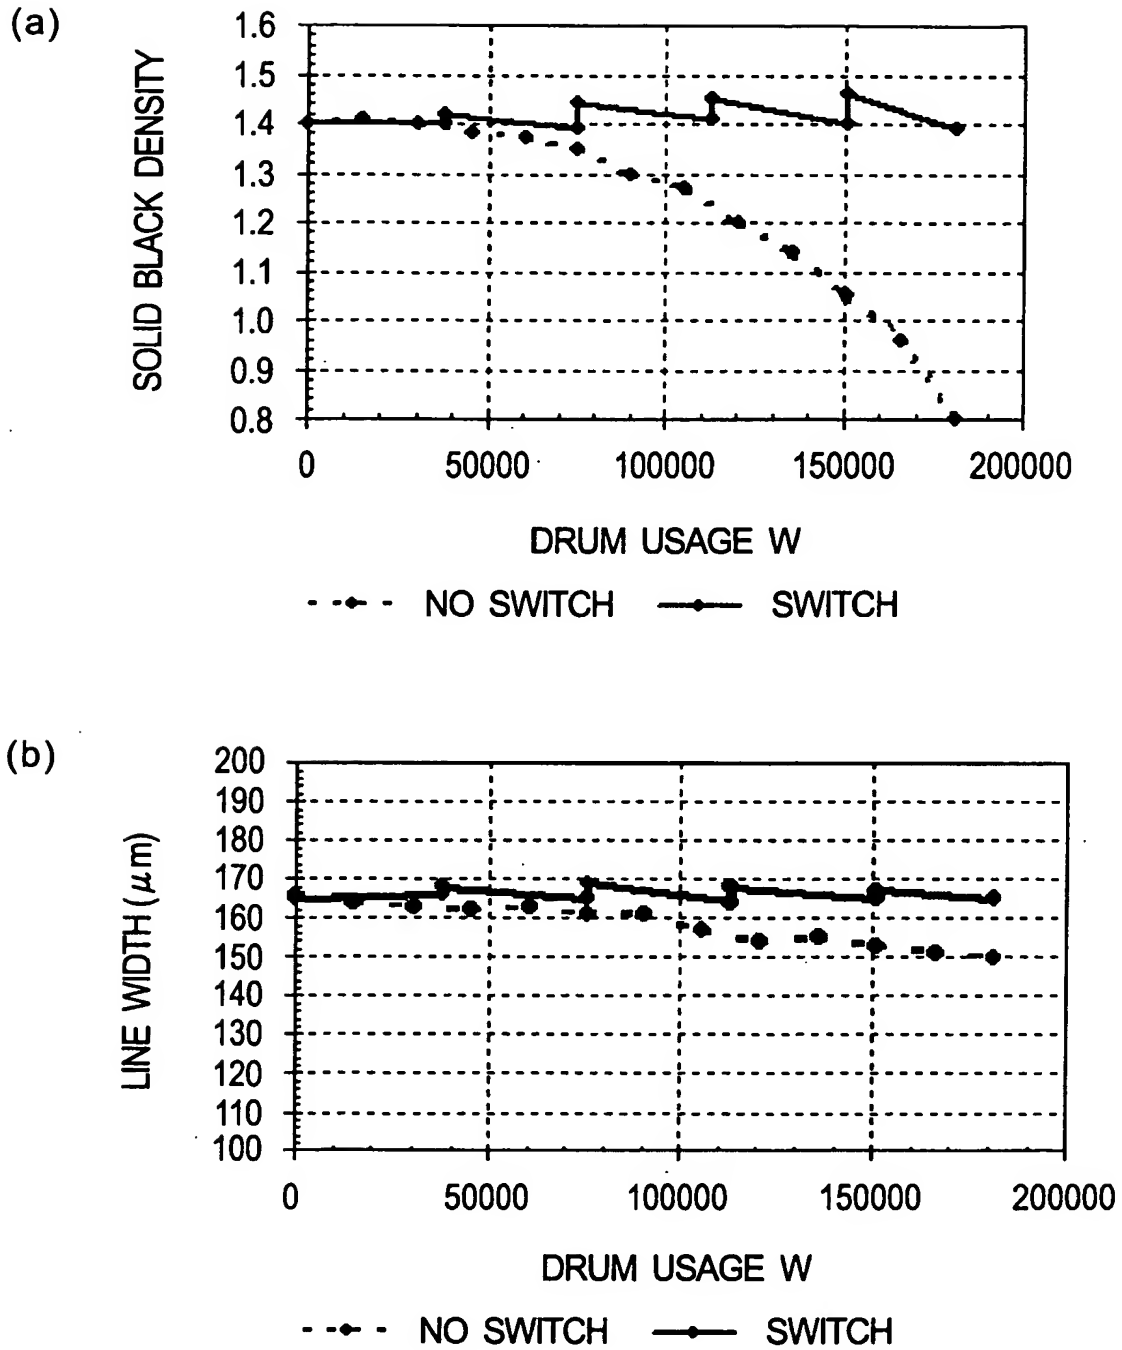 (a)
1.6
1.5
1.4
1.3
1.2
1.1
1.0
0.9
0.8
SOLID BLACK DENSITY
0 50000 100000 150000 200000
DRUM USAGE W
NO SWITCH SWITCH
(b)
200
190
180
170
160
150
140
130
120
110
100
LINE WIDTH (μm)
0 50000 100000 150000 200000
DRUM USAGE W
NO SWITCH SWITCH